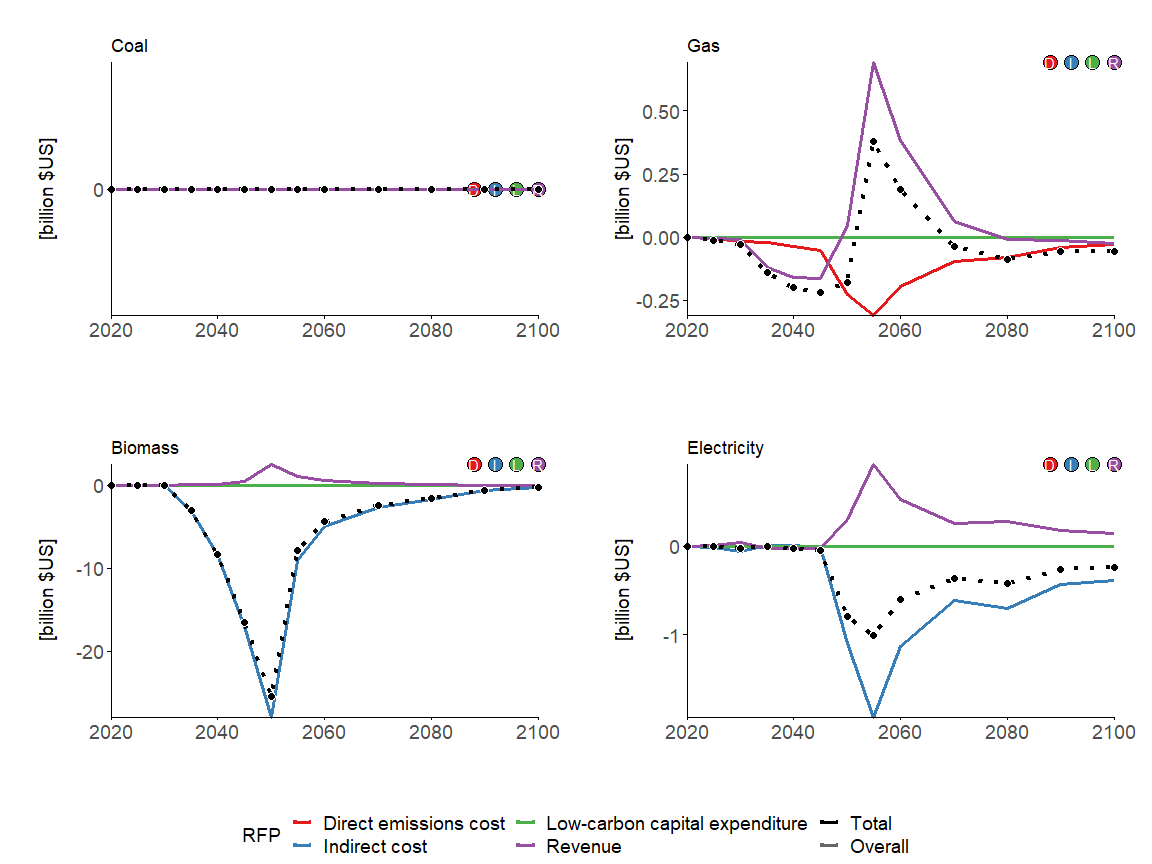 Coal
[billion $US]
0
D I L R
2020 2040 2060 2080 2100
Gas
D I L R
[billion $US]
0.50
0.25
0.00
-0.25
2020 2040 2060 2080 2100
Biomass
D I L R
[billion $US]
0
-10
-20
2020 2040 2060 2080 2100
Electricity
D I L R
[billion $US]
0
-1
2020 2040 2060 2080 2100
RFP
Direct emissions cost Low-carbon capital expenditure Total
Indirect cost Revenue Overall